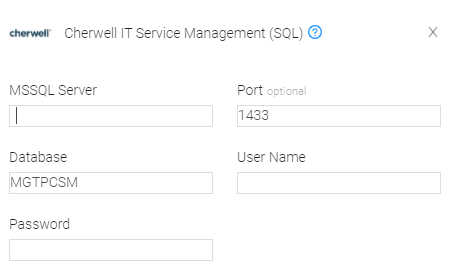 cherwell Cherwell IT Service Management (SQL) ? X
MSSQL Server Port optional
1433
Database User Name
MGTPCSM
Password